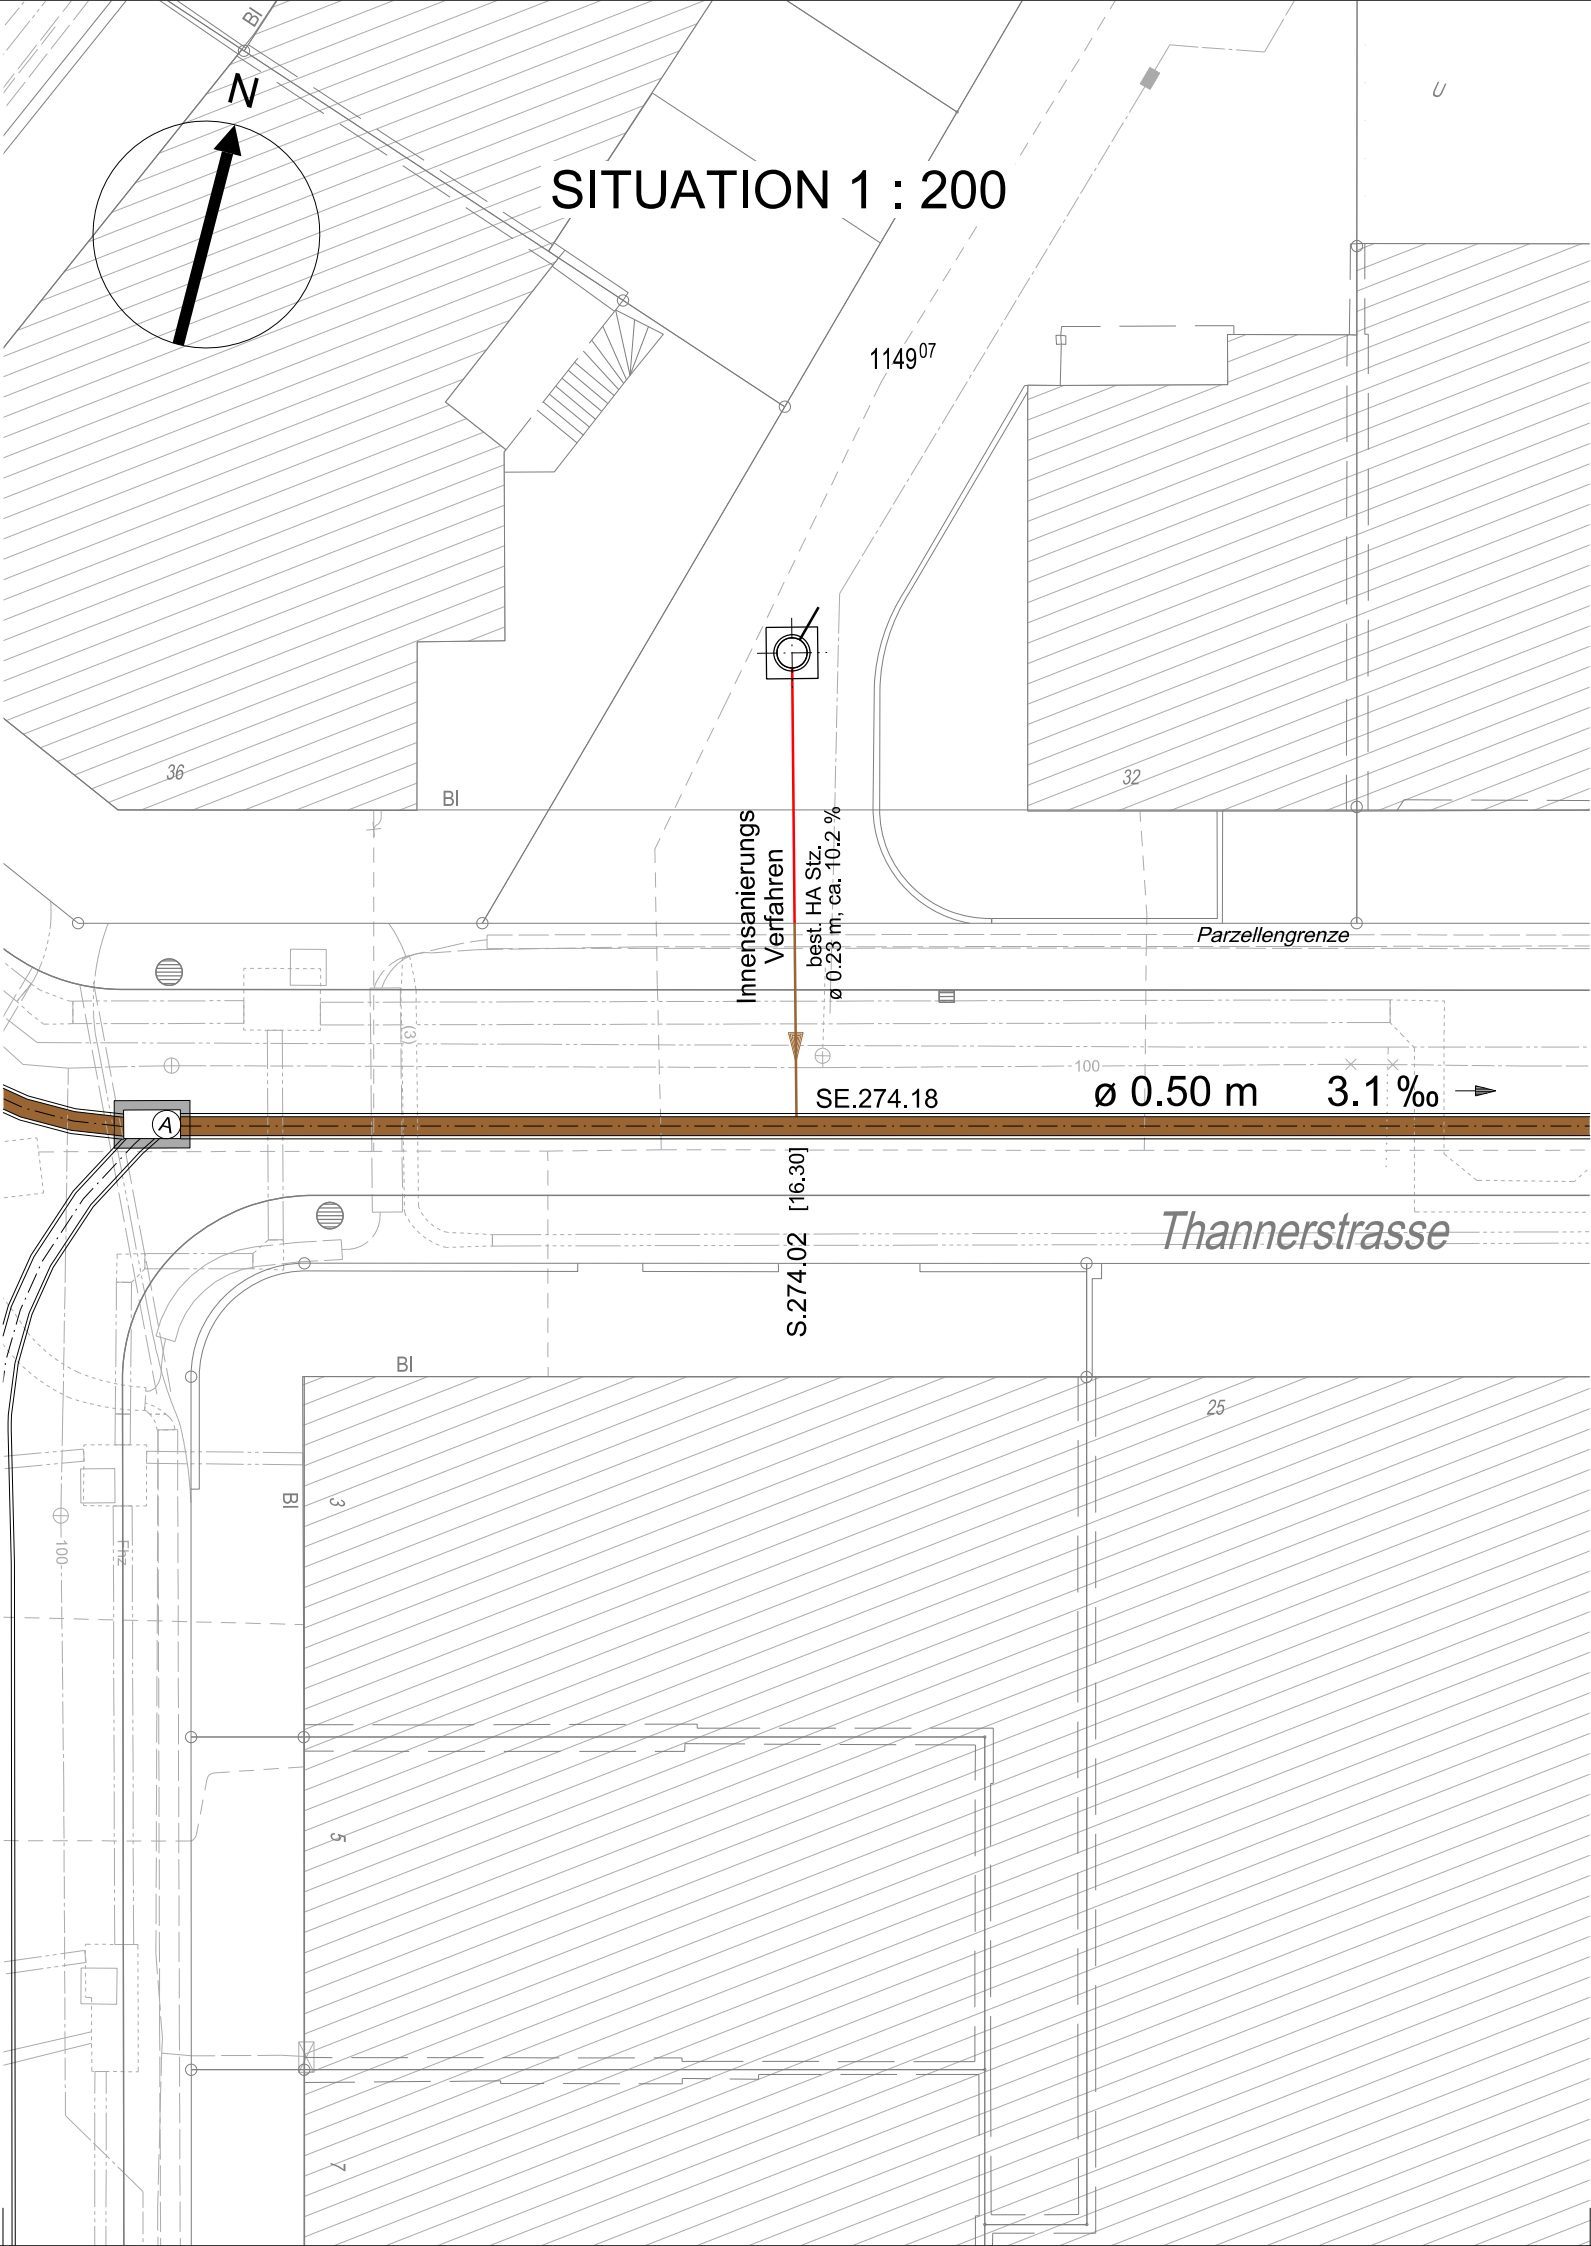 Bl
N
U
SITUATION 1 : 200
1149⁰⁷
36
32
Bl
Innensanierungs
Verfahren
best. HA Stz.
ø 0.23 m, ca. 10.2 %
Parzellengrenze
(3)
100
SE.274.18
ø 0.50 m
3.1 ‰
A
S.274.02 [16.30]
Thannerstrasse
Bl
25
Bl
3
100
Fhz
5
7